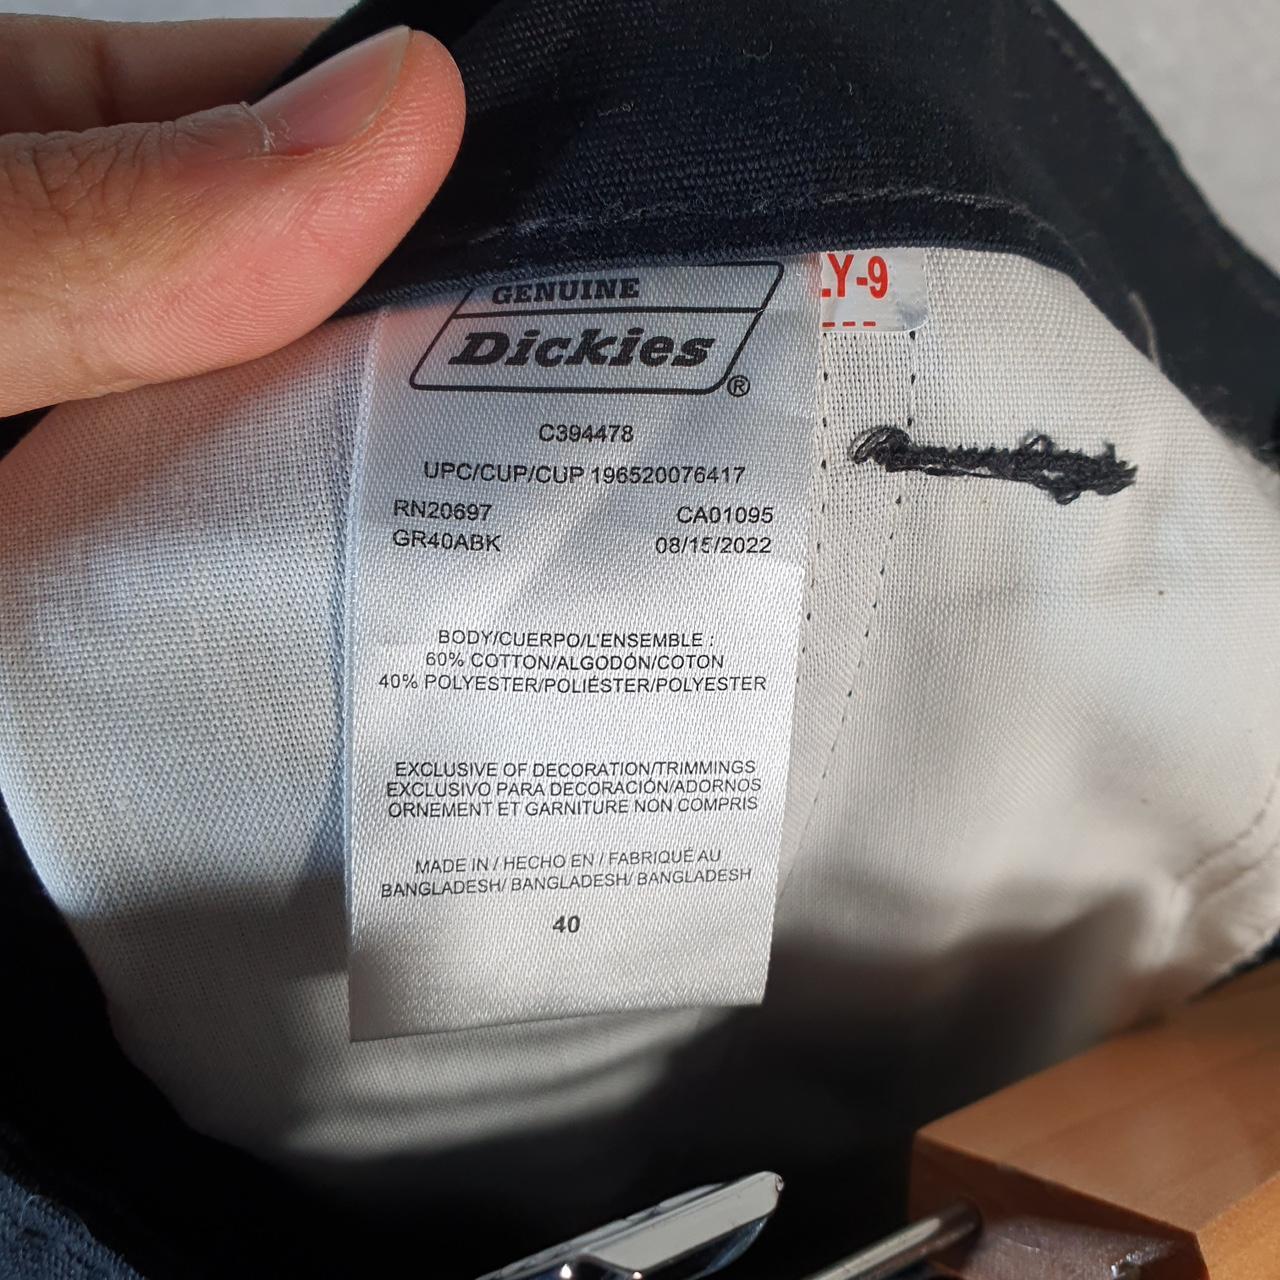 GENUINE
Dickies®
.Y-9
---
C394478
UPC/CUP/CUP 196520076417
RN20697 CA01095
GR40ABK 08/15/2022
BODY/CUERPO/L'ENSEMBLE :
60% COTTON/ALGODÓN/COTON
40% POLYESTER/POLIÉSTER/POLYESTER
EXCLUSIVE OF DECORATION/TRIMMINGS
EXCLUSIVO PARA DECORACIÓN/ADORNOS
ORNEMENT ET GARNITURE NON COMPRIS
MADE IN / HECHO EN / FABRIQUÉ AU
BANGLADESH/ BANGLADESH/ BANGLADESH
40